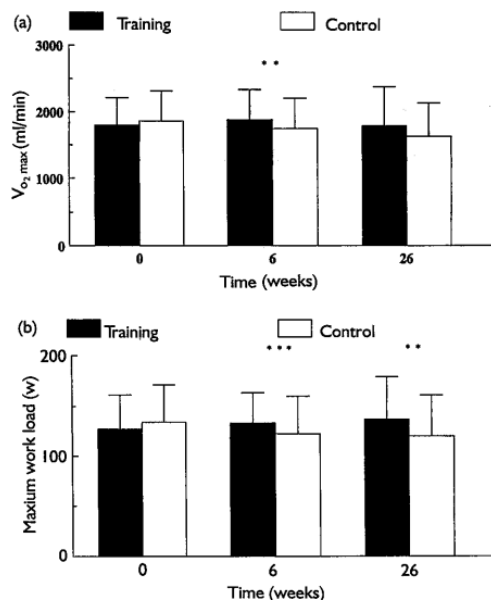 (a)
Training Control
** 
3000
2000
1000
0
V̇O₂ max (ml/min)
0 6 26
Time (weeks)
(b)
Training Control
*** **
200
100
0
Maxium work load (w)
0 6 26
Time (weeks)